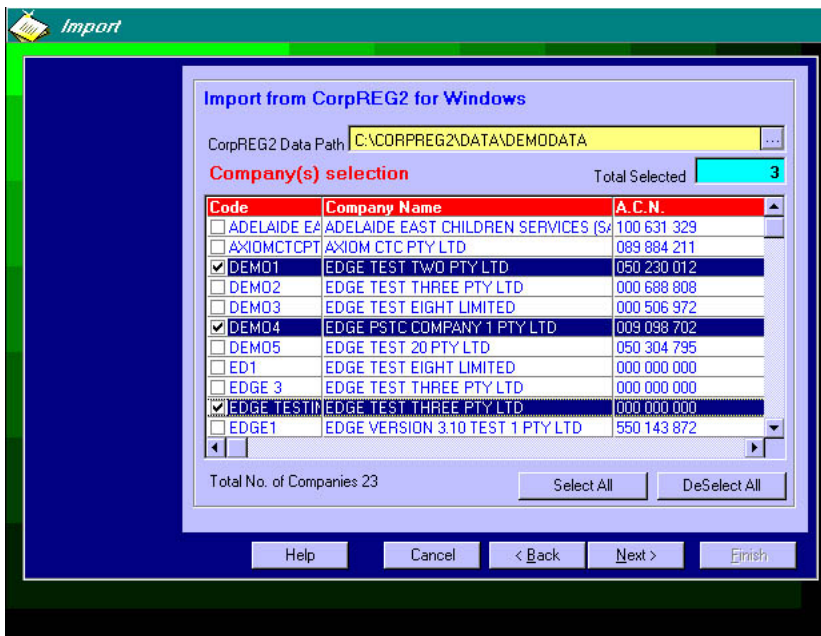 Import
Import from CorpREG2 for Windows
CorpREG2 Data Path C:\CORPREG2\DATA\DEMODATA ...
Company(s) selection Total Selected 3
Code Company Name A.C.N.
ADELAIDE EA ADELAIDE EAST CHILDREN SERVICES (SA 100 631 329
AXIOMCTCPT AXIOM CTC PTY LTD 089 884 211
DEMO1 EDGE TEST TWO PTY LTD 050 230 012
DEMO2 EDGE TEST THREE PTY LTD 000 688 808
DEMO3 EDGE TEST EIGHT LIMITED 000 506 972
DEMO4 EDGE PSTC COMPANY 1 PTY LTD 009 098 702
DEMO5 EDGE TEST 20 PTY LTD 050 304 795
ED1 EDGE TEST EIGHT LIMITED 000 000 000
EDGE 3 EDGE TEST THREE PTY LTD 000 000 000
EDGE TESTIN EDGE TEST THREE PTY LTD 000 000 000
EDGE1 EDGE VERSION 3.10 TEST 1 PTY LTD 550 143 872
Total No. of Companies 23 Select All DeSelect All
Help Cancel < Back Next > Finish